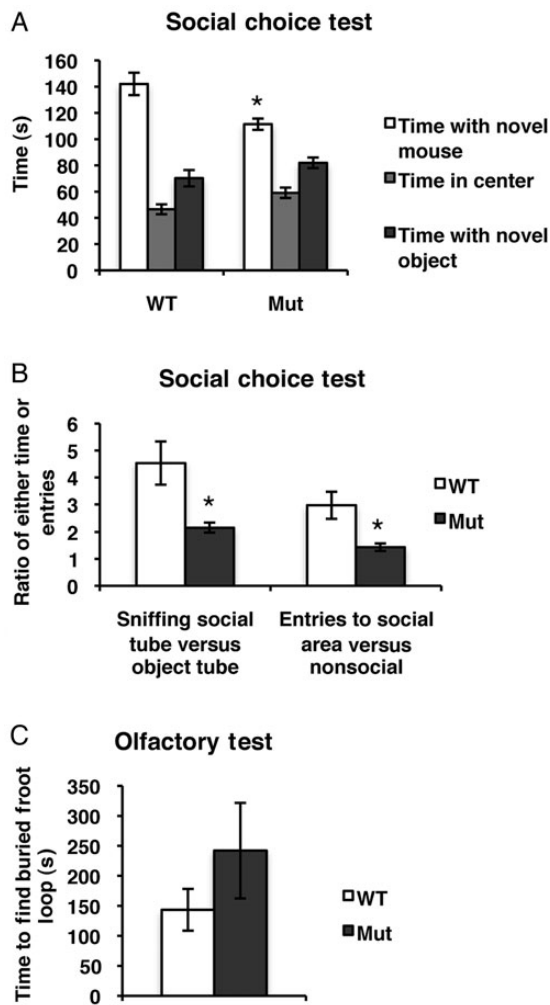 A
Social choice test
Time (s)
160
140
120
100
80
60
40
20
0
*
WT
Mut
Time with novel
mouse
Time in center
Time with novel
object
B
Social choice test
Ratio of either time or
entries
6
5
4
3
2
1
0
*
*
Sniffing social
tube versus
object tube
Entries to social
area versus
nonsocial
WT
Mut
C
Olfactory test
Time to find buried froot
loop (s)
350
300
250
200
150
100
50
0
WT
Mut